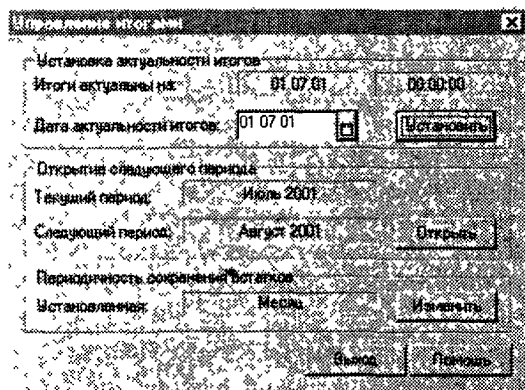 Управление итогами
Установка актуальности итогов
Итоги актуальны на: 01.07.01 00:00:00
Дата актуальности итогов: 01 07 01 Установить
Открытие следующего периода
Текущий период: Июль 2001
Следующий период: Август 2001 Открыть
Периодичность сохранения остатков
Установленная: Месяц Изменить
Выход Помощь